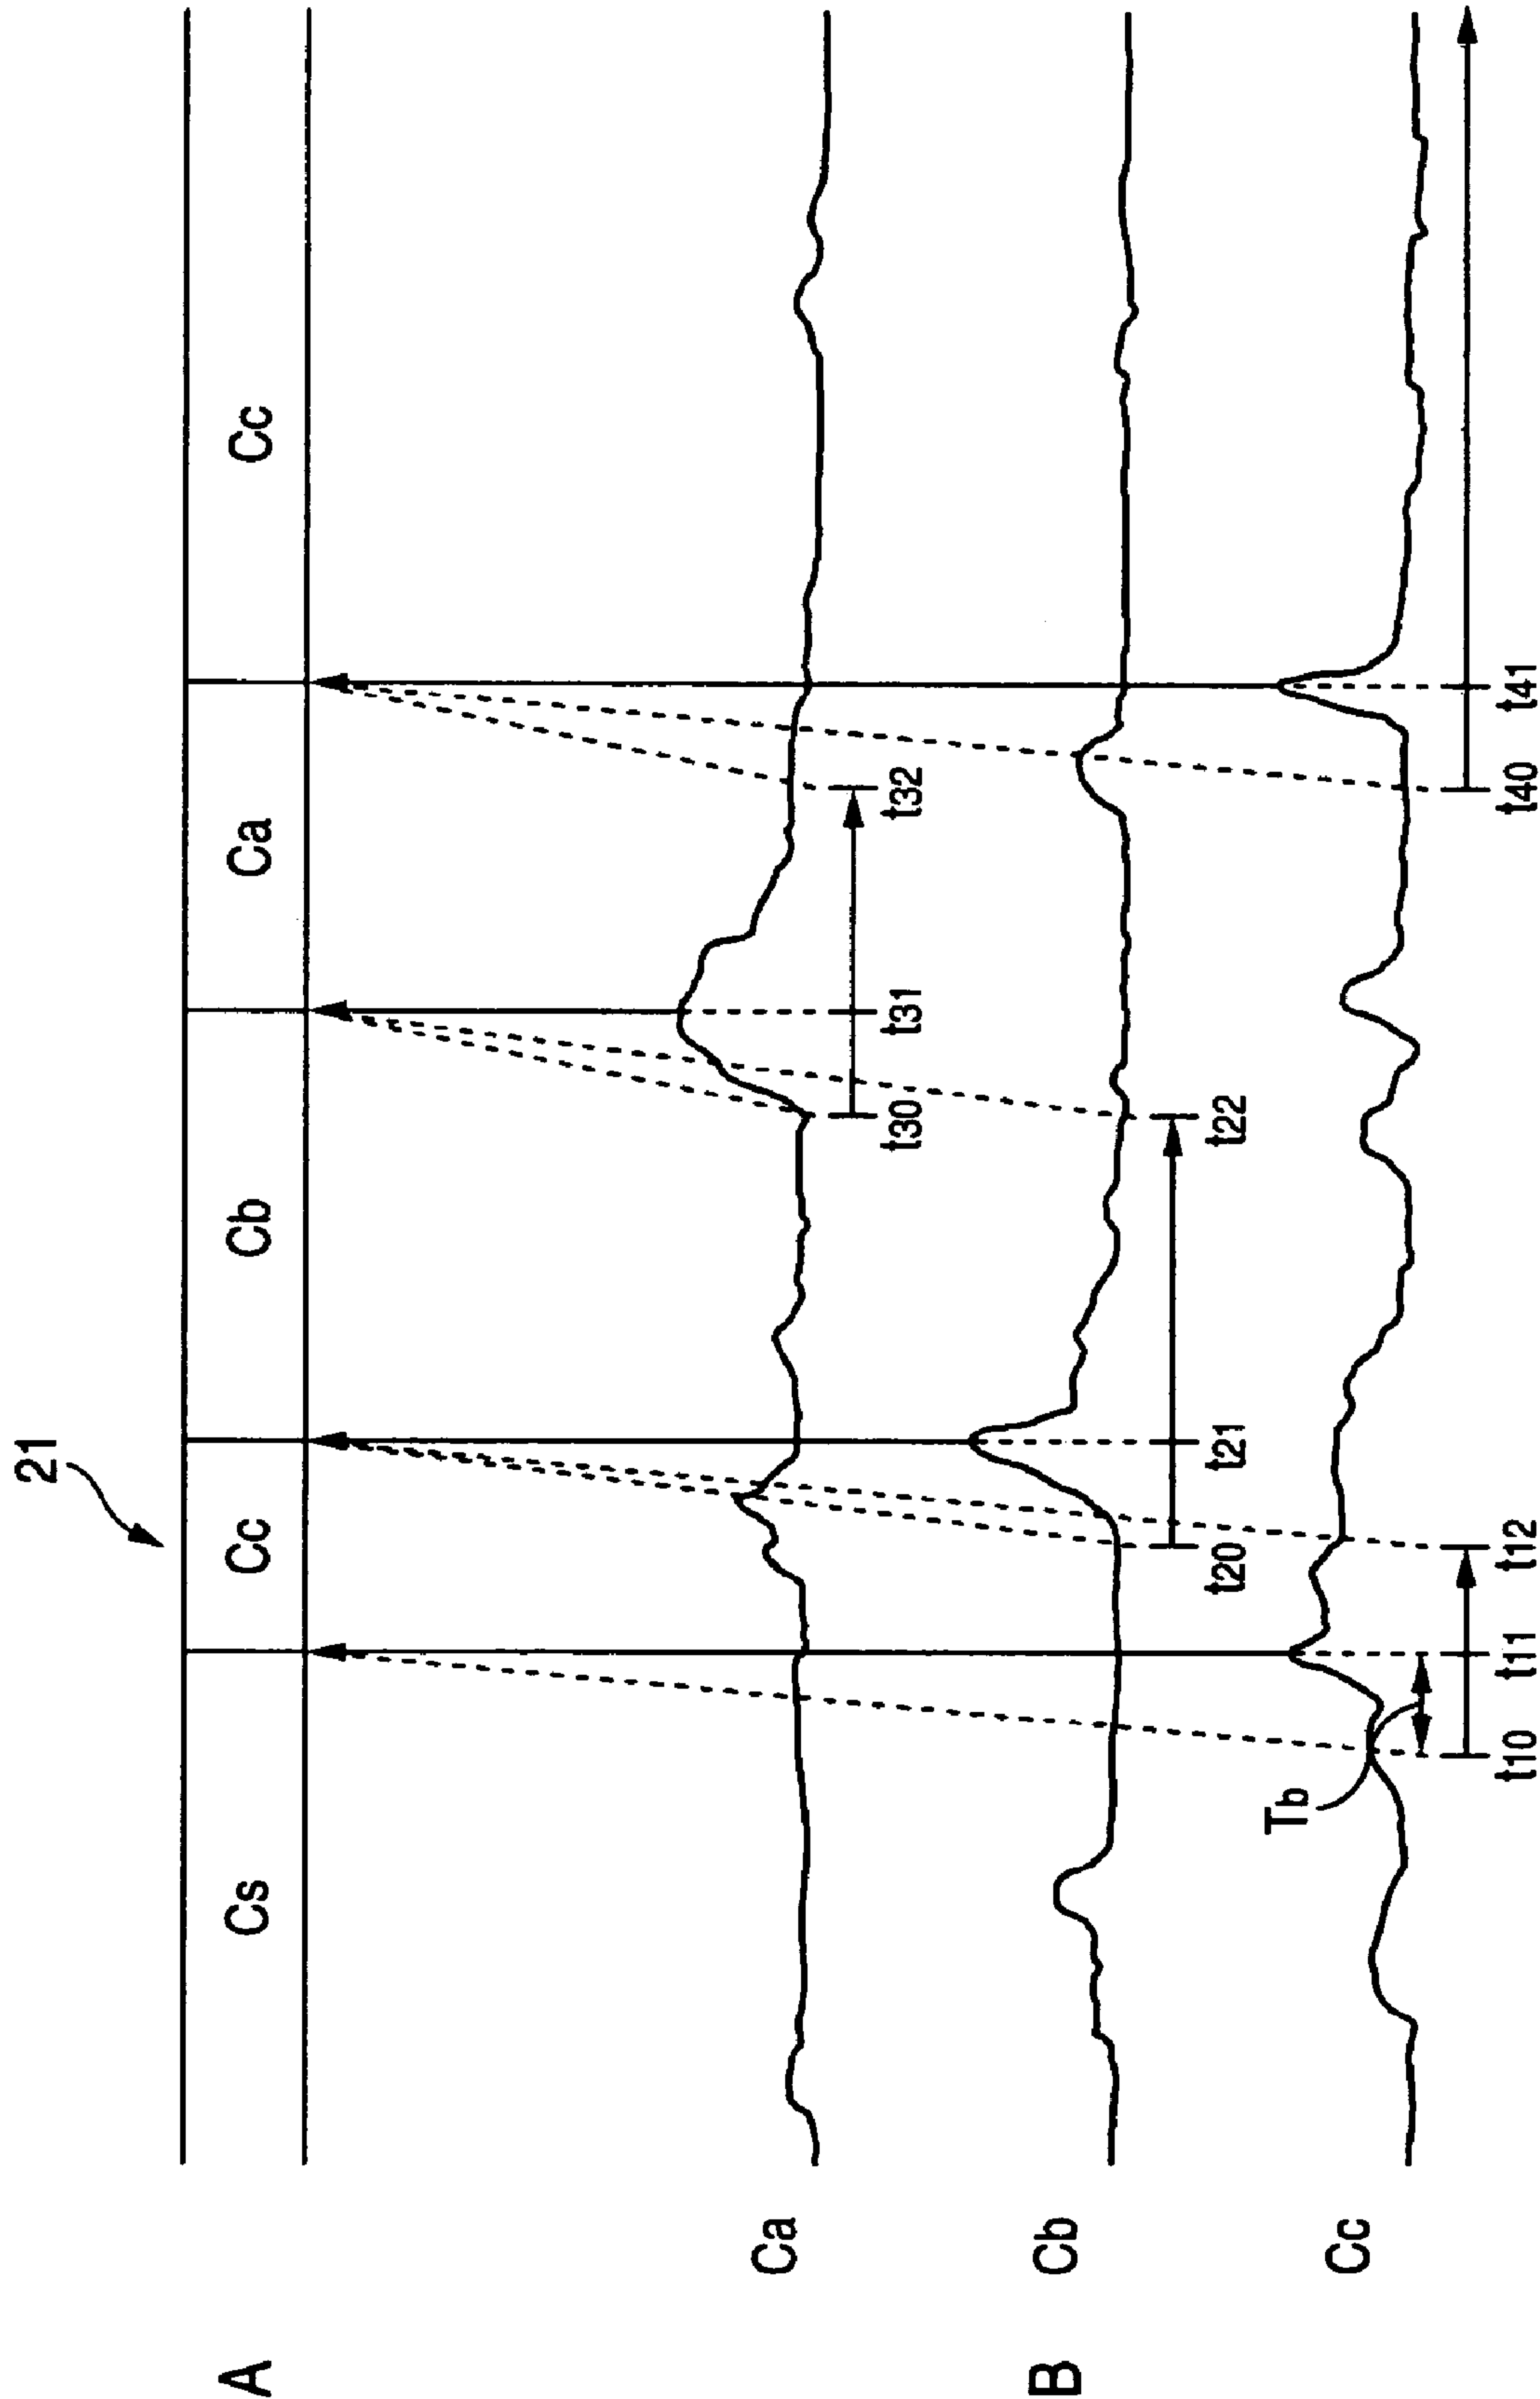 21
A
Cs Cc Cb Ca Cc
Ca
t30 t31 t32
B
Cb
t20 t21 t22
Cc
Tb
t10 t11 t12 t40 t41